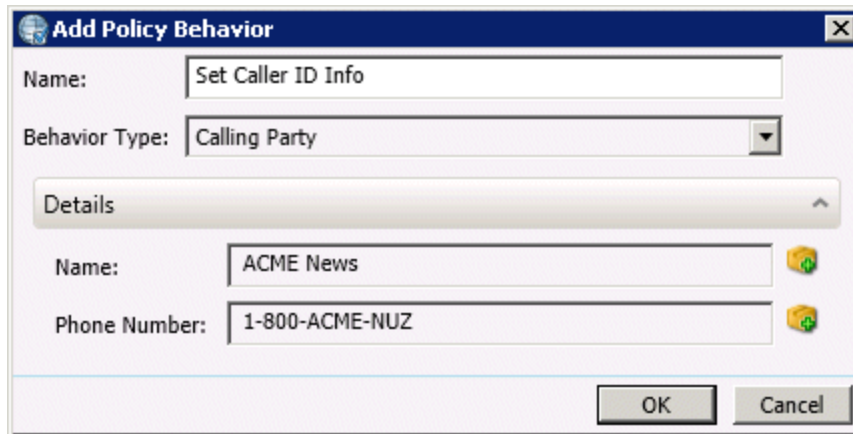 Add Policy Behavior
Name: Set Caller ID Info
Behavior Type: Calling Party
Details
Name: ACME News
Phone Number: 1-800-ACME-NUZ
OK Cancel